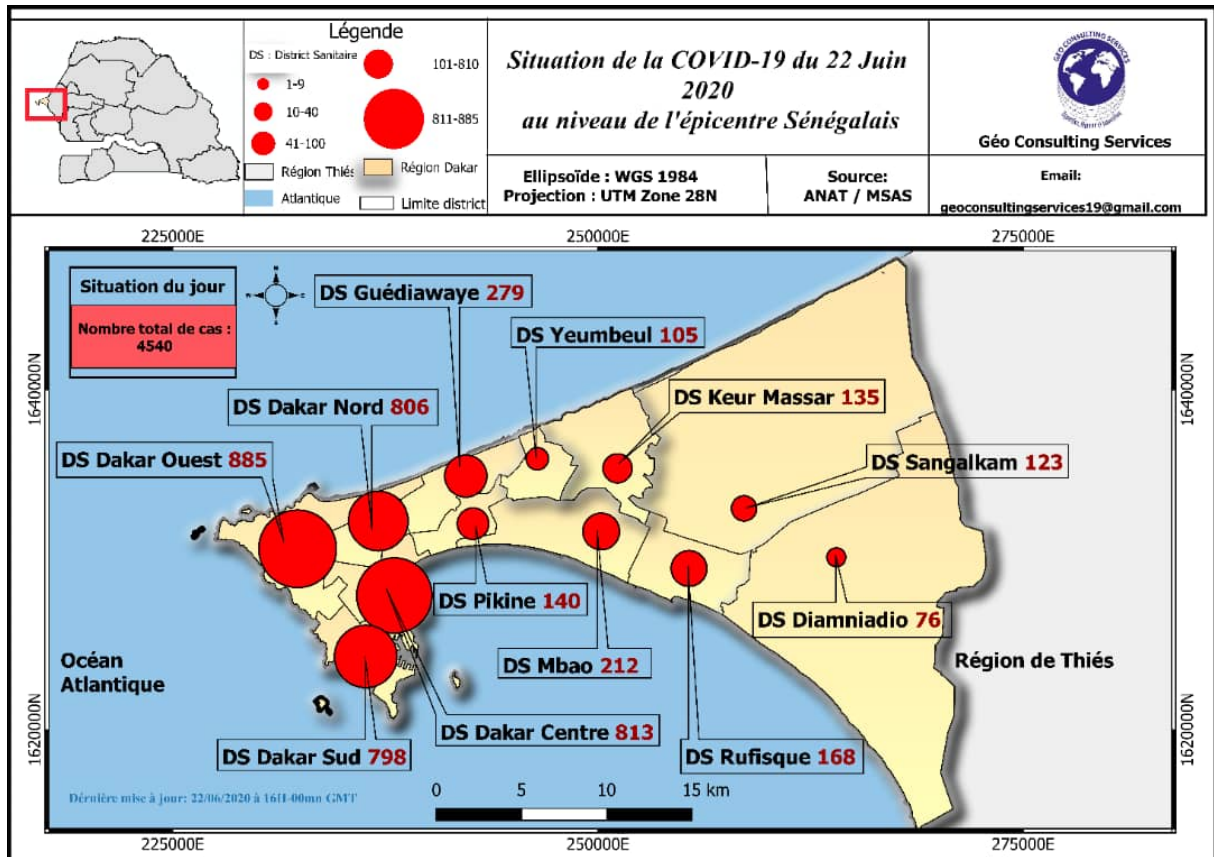 Légende
DS : District Sanitaire
1-9
10-40
41-100
101-810
811-885
Région Thiés
Région Dakar
Atlantique
Limite district
Situation de la COVID-19 du 22 Juin
2020
au niveau de l'épicentre Sénégalais
Ellipsoïde : WGS 1984
Projection : UTM Zone 28N
Source:
ANAT / MSAS
GÉO CONSULTING SERVICES
Géo Consulting Services
Email:
geoconsultingservices19@gmail.com
225000E
250000E
275000E
Situation du jour
Nombre total de cas :
4540
DS Guédiawaye 279
DS Yeumbeul 105
DS Keur Massar 135
DS Dakar Nord 806
DS Dakar Ouest 885
DS Sangalkam 123
DS Pikine 140
DS Diamniadio 76
DS Mbao 212
Océan
Atlantique
Région de Thiés
DS Dakar Centre 813
DS Dakar Sud 798
DS Rufisque 168
Dérnière mise à jour: 22/06/2020 à 16H-00mn GMT
0 5 10 15 km
1640000N
1620000N
1640000N
1620000N
225000E
250000E
275000E